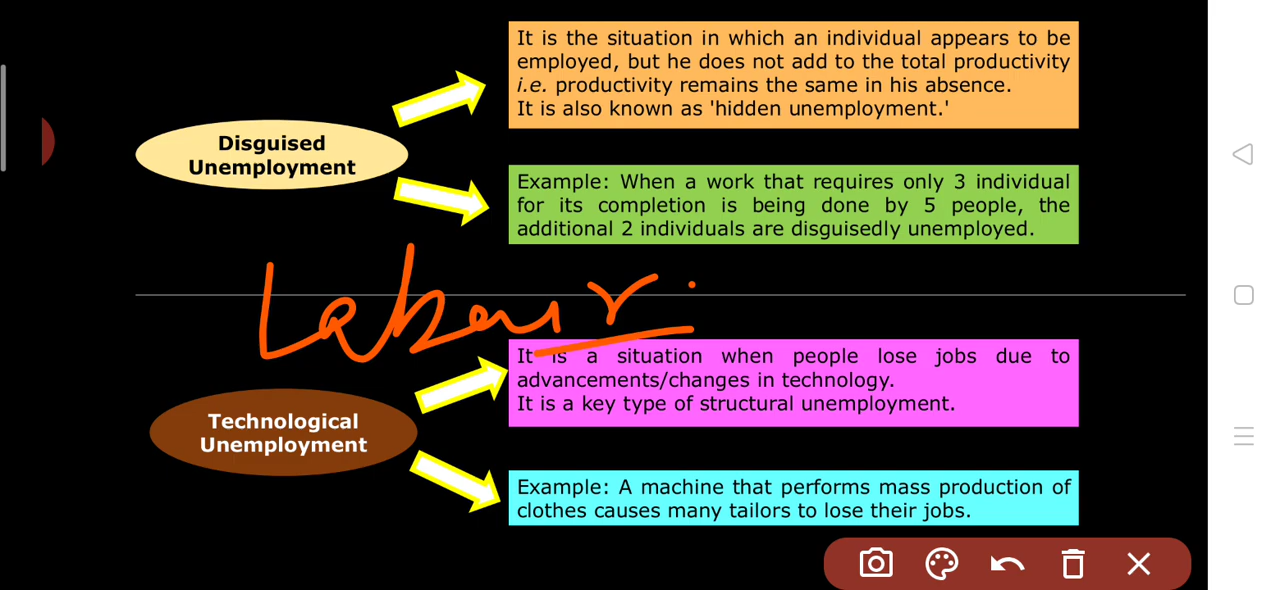 Disguised
Unemployment
It is the situation in which an individual appears to be
employed, but he does not add to the total productivity
i.e. productivity remains the same in his absence.
It is also known as 'hidden unemployment.'
Example: When a work that requires only 3 individual
for its completion is being done by 5 people, the
additional 2 individuals are disguisedly unemployed.
Labour
Technological
Unemployment
It is a situation when people lose jobs due to
advancements/changes in technology.
It is a key type of structural unemployment.
Example: A machine that performs mass production of
clothes causes many tailors to lose their jobs.